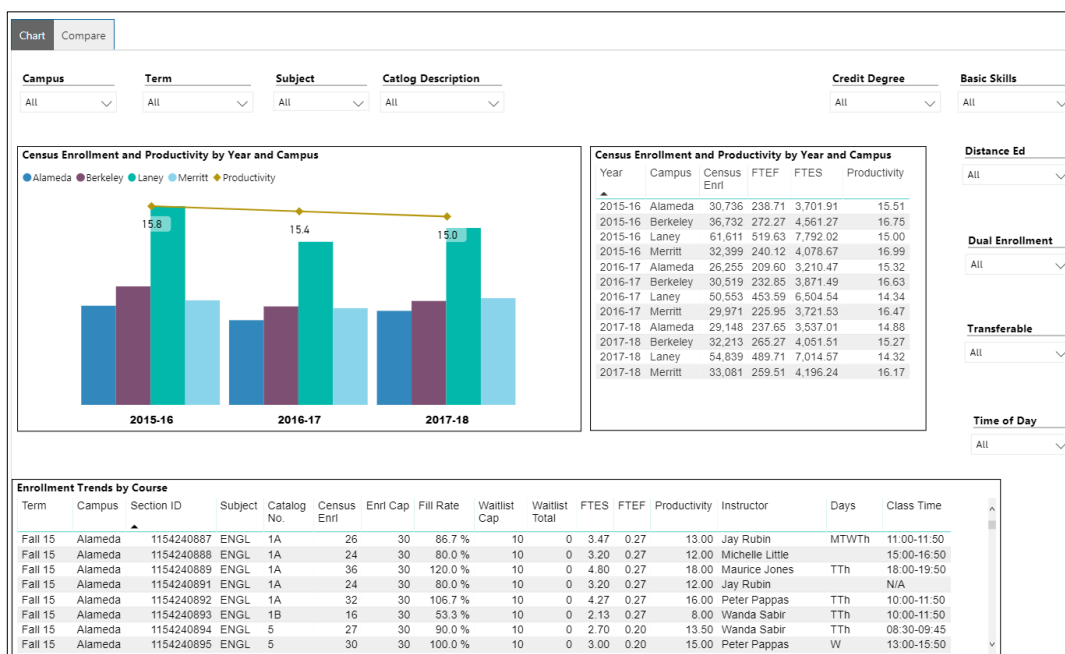 Chart Compare
Campus Term Subject Catlog Description Credit Degree Basic Skills
All All All All All All
Distance Ed
All
Dual Enrollment
All
Transferable
All
Time of Day
All
Census Enrollment and Productivity by Year and Campus
Alameda Berkeley Laney Merritt Productivity
15.8
15.4
15.0
2015-16 2016-17 2017-18
Census Enrollment and Productivity by Year and Campus
Year Campus Census Enrl FTEF FTES Productivity
2015-16 Alameda 30,736 238.71 3,701.91 15.51
2015-16 Berkeley 36,732 272.27 4,561.27 16.75
2015-16 Laney 61,611 519.63 7,792.02 15.00
2015-16 Merritt 32,399 240.12 4,078.67 16.99
2016-17 Alameda 26,255 209.60 3,210.47 15.32
2016-17 Berkeley 30,519 232.85 3,871.49 16.63
2016-17 Laney 50,553 453.59 6,504.54 14.34
2016-17 Merritt 29,971 225.95 3,721.53 16.47
2017-18 Alameda 29,148 237.65 3,537.01 14.88
2017-18 Berkeley 32,213 265.27 4,051.51 15.27
2017-18 Laney 54,839 489.71 7,014.57 14.32
2017-18 Merritt 33,081 259.51 4,196.24 16.17
Enrollment Trends by Course
Term Campus Section ID Subject Catalog No. Census Enrl Enrl Cap Fill Rate Waitlist Cap Waitlist Total FTES FTEF Productivity Instructor Days Class Time
Fall 15 Alameda 1154240887 ENGL 1A 26 30 86.7 % 10 0 3.47 0.27 13.00 Jay Rubin MTWTh 11:00-11:50
Fall 15 Alameda 1154240888 ENGL 1A 24 30 80.0 % 10 0 3.20 0.27 12.00 Michelle Little 15:00-16:50
Fall 15 Alameda 1154240889 ENGL 1A 36 30 120.0 % 10 0 4.80 0.27 18.00 Maurice Jones TTh 18:00-19:50
Fall 15 Alameda 1154240891 ENGL 1A 24 30 80.0 % 10 0 3.20 0.27 12.00 Jay Rubin N/A
Fall 15 Alameda 1154240892 ENGL 1A 32 30 106.7 % 10 0 4.27 0.27 16.00 Peter Pappas TTh 10:00-11:50
Fall 15 Alameda 1154240893 ENGL 1B 16 30 53.3 % 10 0 2.13 0.27 8.00 Wanda Sabir TTh 10:00-11:50
Fall 15 Alameda 1154240894 ENGL 5 27 30 90.0 % 10 0 2.70 0.20 13.50 Wanda Sabir TTh 08:30-09:45
Fall 15 Alameda 1154240895 ENGL 5 30 30 100.0 % 10 0 3.00 0.20 15.00 Peter Pappas W 13:00-15:50